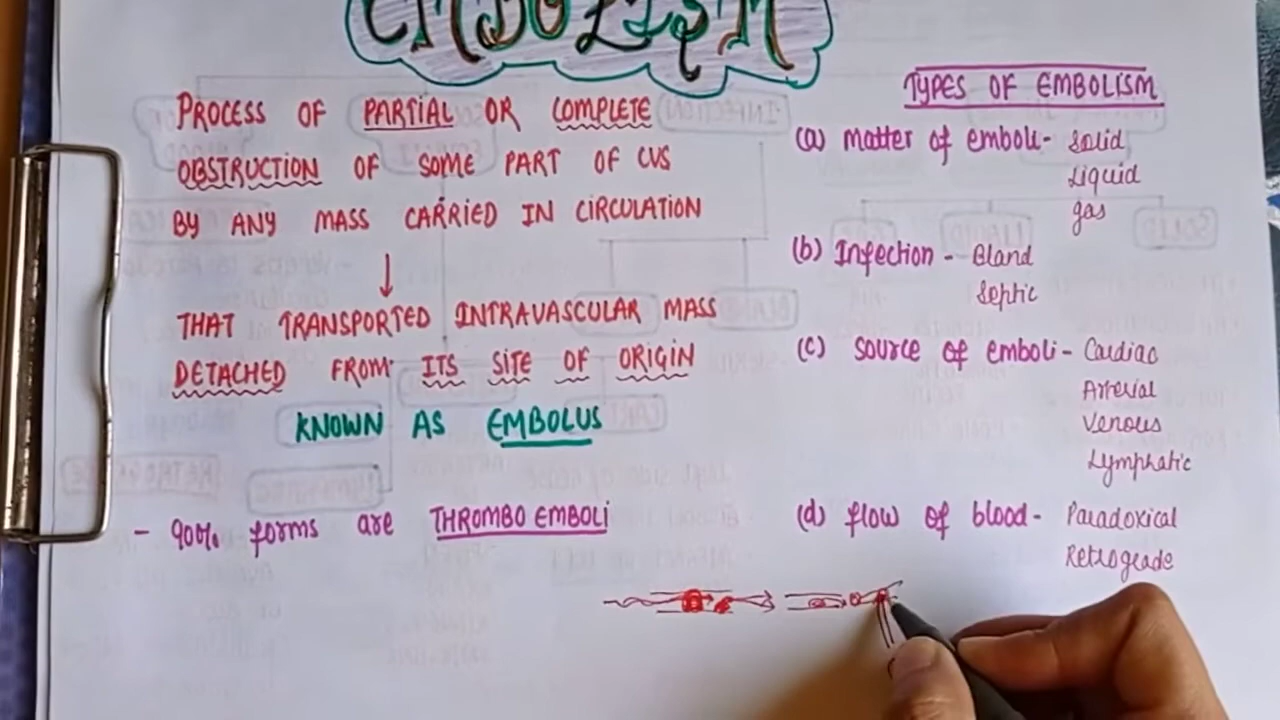 EMBOLISM
PROCESS OF PARTIAL OR COMPLETE
OBSTRUCTION OF SOME PART OF CVS
BY ANY MASS CARRIED IN CIRCULATION
↓
THAT TRANSPORTED INTRAVASCULAR MASS
DETACHED FROM ITS SITE OF ORIGIN
KNOWN AS EMBOLUS
- 90% forms are THROMBOEMBOLI
TYPES OF EMBOLISM
(a) matter of emboli - Solid
Liquid
gas
(b) Infection - Bland
Septic
(c) Source of emboli - Cardiac
Arterial
Venous
Lymphatic
(d) flow of blood - Paradoxical
Retrograde